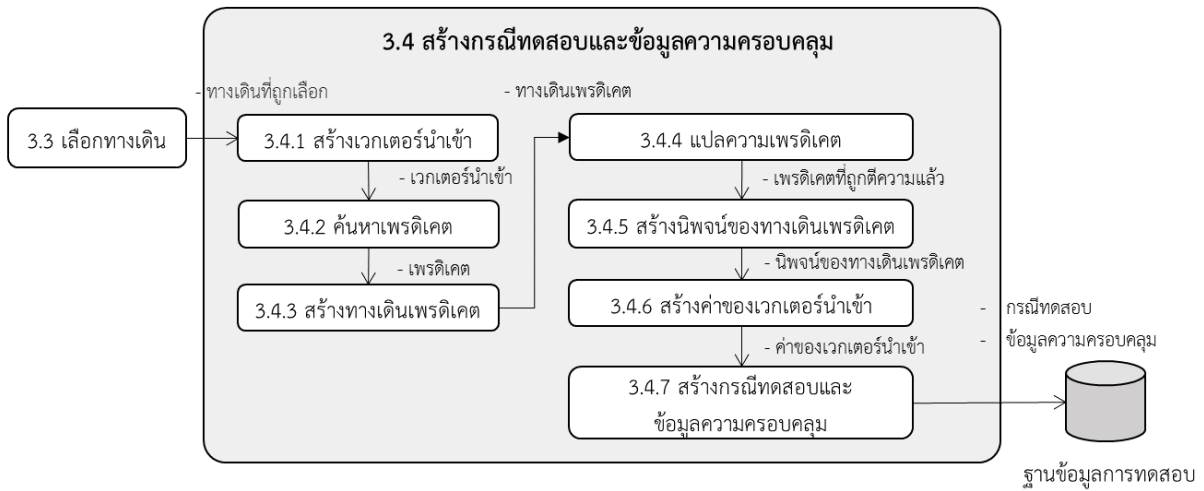 3.4 สร้างกรณีทดสอบและข้อมูลความครอบคลุม
- ทางเดินที่ถูกเลือก
3.3 เลือกทางเดิน
3.4.1 สร้างเวกเตอร์นำเข้า
- เวกเตอร์นำเข้า
3.4.2 ค้นหาเพรดิเคต
- เพรดิเคต
3.4.3 สร้างทางเดินเพรดิเคต
- ทางเดินเพรดิเคต
3.4.4 แปลความเพรดิเคต
- เพรดิเคตที่ถูกตีความแล้ว
3.4.5 สร้างนิพจน์ของทางเดินเพรดิเคต
- นิพจน์ของทางเดินเพรดิเคต
3.4.6 สร้างค่าของเวกเตอร์นำเข้า
- ค่าของเวกเตอร์นำเข้า
3.4.7 สร้างกรณีทดสอบและ
ข้อมูลความครอบคลุม
- กรณีทดสอบ
- ข้อมูลความครอบคลุม
ฐานข้อมูลการทดสอบ